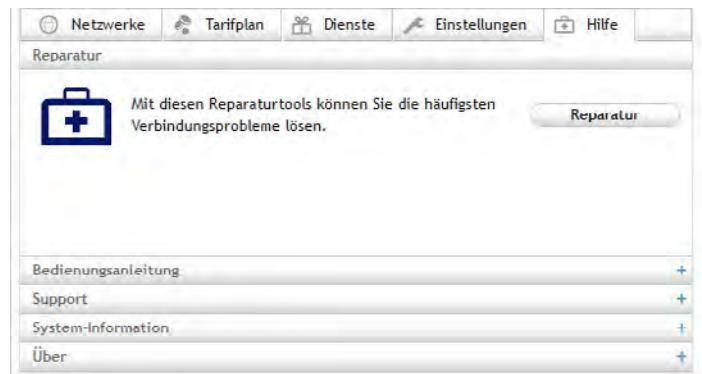 Netzwerke Tarifplan Dienste Einstellungen Hilfe
Reparatur
Mit diesen Reparaturtools können Sie die häufigsten
Verbindungsprobleme lösen.
Reparatur
Bedienungsanleitung
Support
System-Information
Über